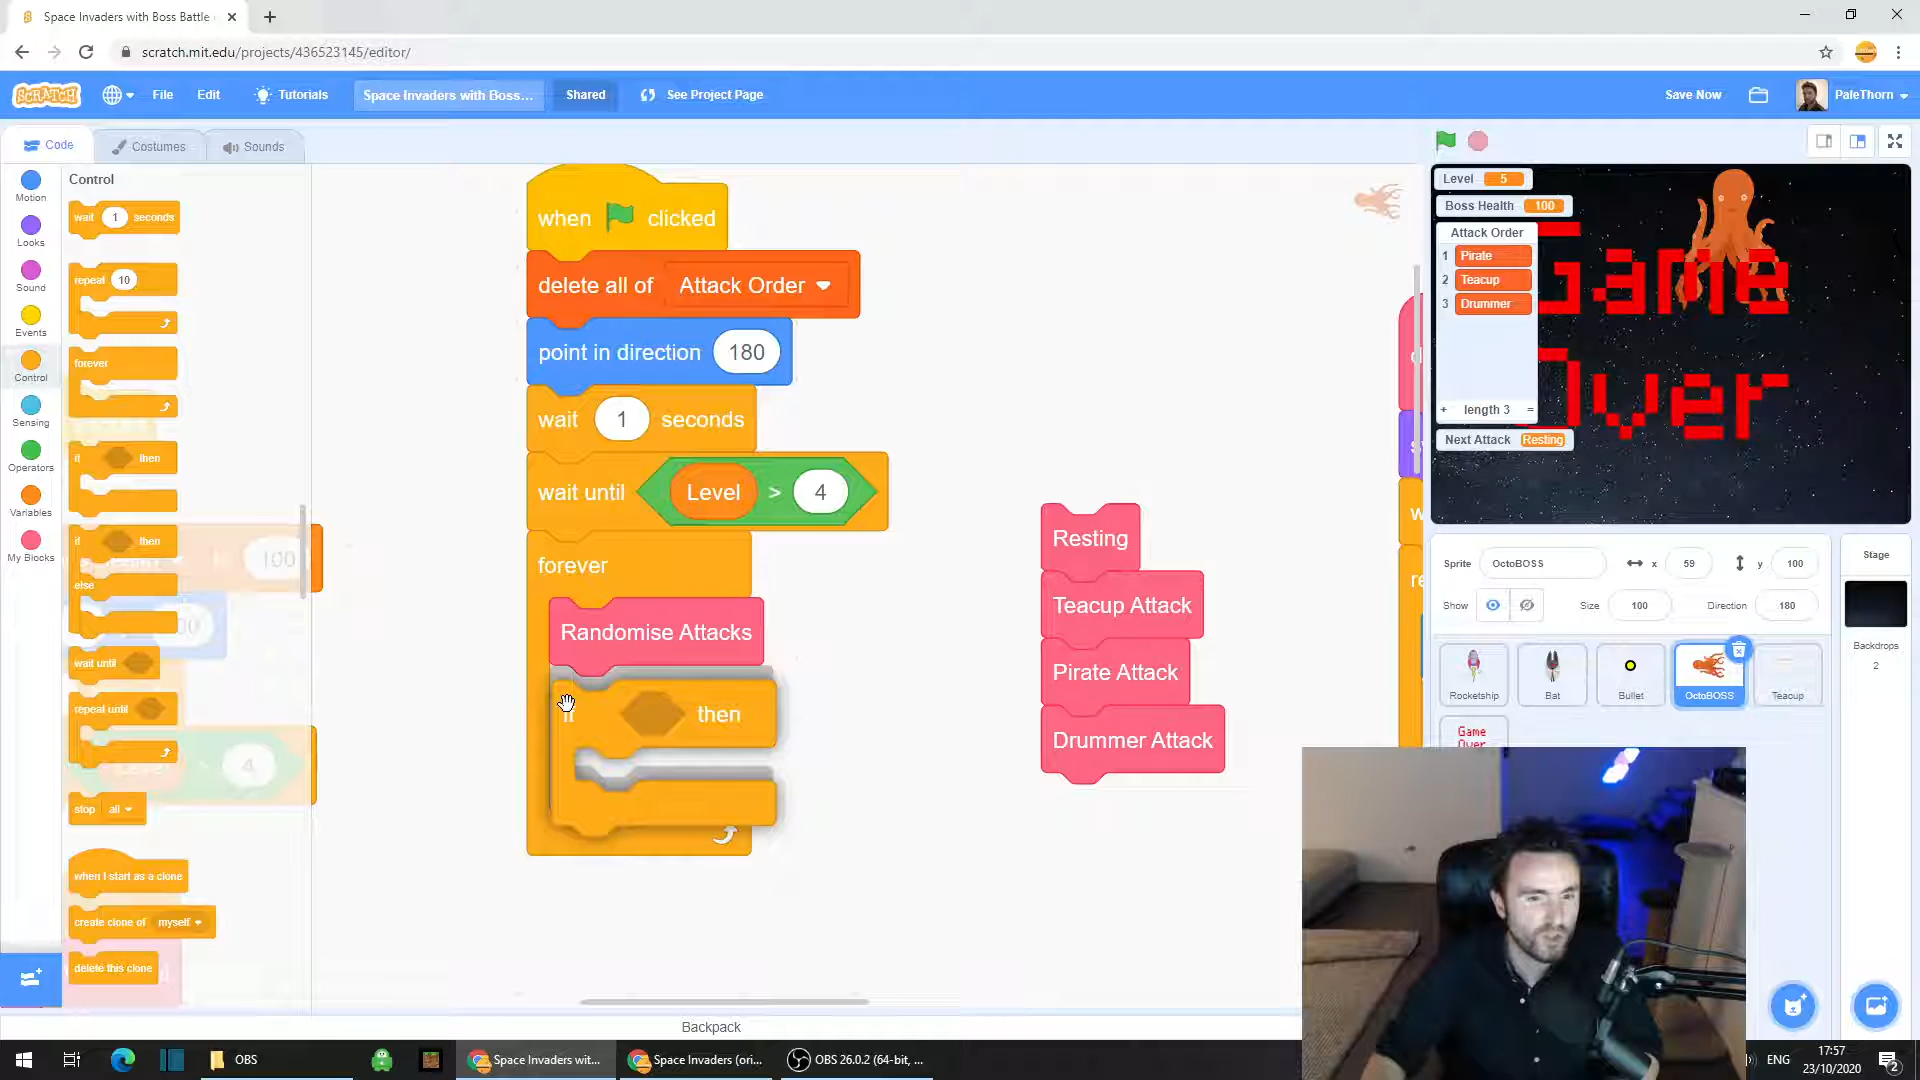 Space Invaders with Boss Battle
scratch.mit.edu/projects/436523145/editor/
SCRATCH
File
Edit
Tutorials
Space Invaders with Boss...
Shared
See Project Page
Save Now
PaleThorn
Code
Costumes
Sounds
Motion
Looks
Sound
Events
Control
Sensing
Operators
Variables
My Blocks
Control
wait 1 seconds
repeat 10
forever
if then
if then
else
wait until
repeat until
stop all
when I start as a clone
create clone of myself
delete this clone
100
4
when clicked
delete all of Attack Order
point in direction 180
wait 1 seconds
wait until Level > 4
forever
Randomise Attacks
if then
Resting
Teacup Attack
Pirate Attack
Drummer Attack
Level 5
Boss Health 100
Attack Order
1 Pirate
2 Teacup
3 Drummer
+ length 3 =
Next Attack Resting
Game
Over
Sprite OctoBOSS x 59 y 100
Show Size 100 Direction 180
Rocketship
Bat
Bullet
OctoBOSS
Teacup
Game
Over
Stage
Backdrops
2
Backpack
OBS
Space Invaders wit...
Space Invaders (ori...
OBS 26.0.2 (64-bit, ...
ENG
17:57
23/10/2020
2